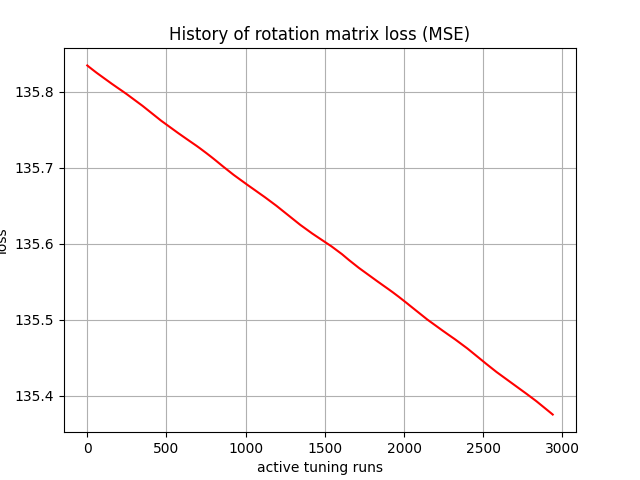 History of rotation matrix loss (MSE)
135.8
135.7
135.6
135.5
135.4
loss
0 500 1000 1500 2000 2500 3000
active tuning runs